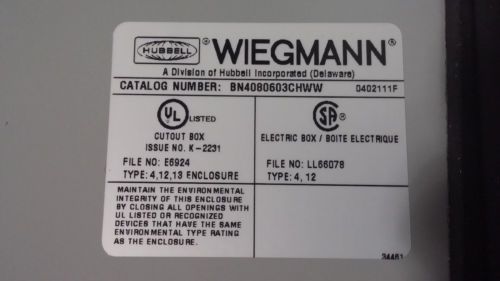 HUBBELL ® WIEGMANN®
A Division of Hubbell Incorporated (Delaware)
CATALOG NUMBER: BN4080603CHWW 0402111F
UL ®
LISTED
CUTOUT BOX
ISSUE NO. K-2231
FILE NO: E6924
TYPE: 4,12,13 ENCLOSURE
SA ®
ELECTRIC BOX / BOITE ELECTRIQUE
FILE NO: LL66078
TYPE: 4, 12
MAINTAIN THE ENVIRONMENTAL
INTEGRITY OF THIS ENCLOSURE
BY CLOSING ALL OPENINGS WITH
UL LISTED OR RECOGNIZED
DEVICES THAT HAVE THE SAME
ENVIRONMENTAL TYPE RATING
AS THE ENCLOSURE.
34461